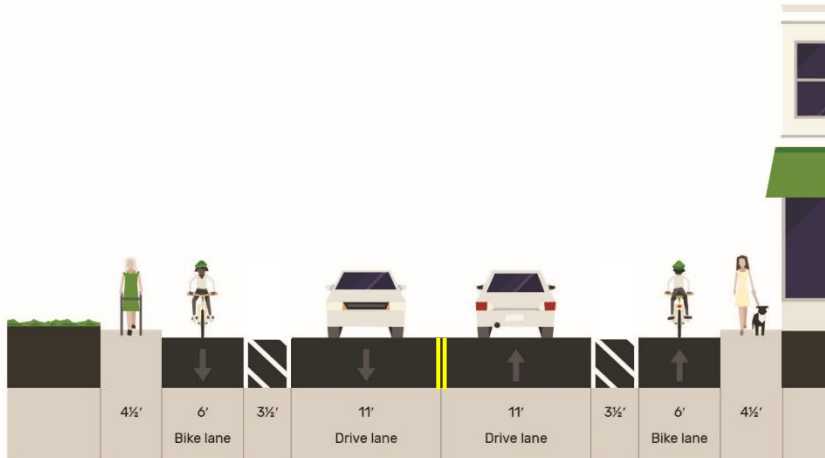 4½′ 6′ 3½′ 11′ 11′ 3½′ 6′ 4½′
Bike lane Drive lane Drive lane Bike lane